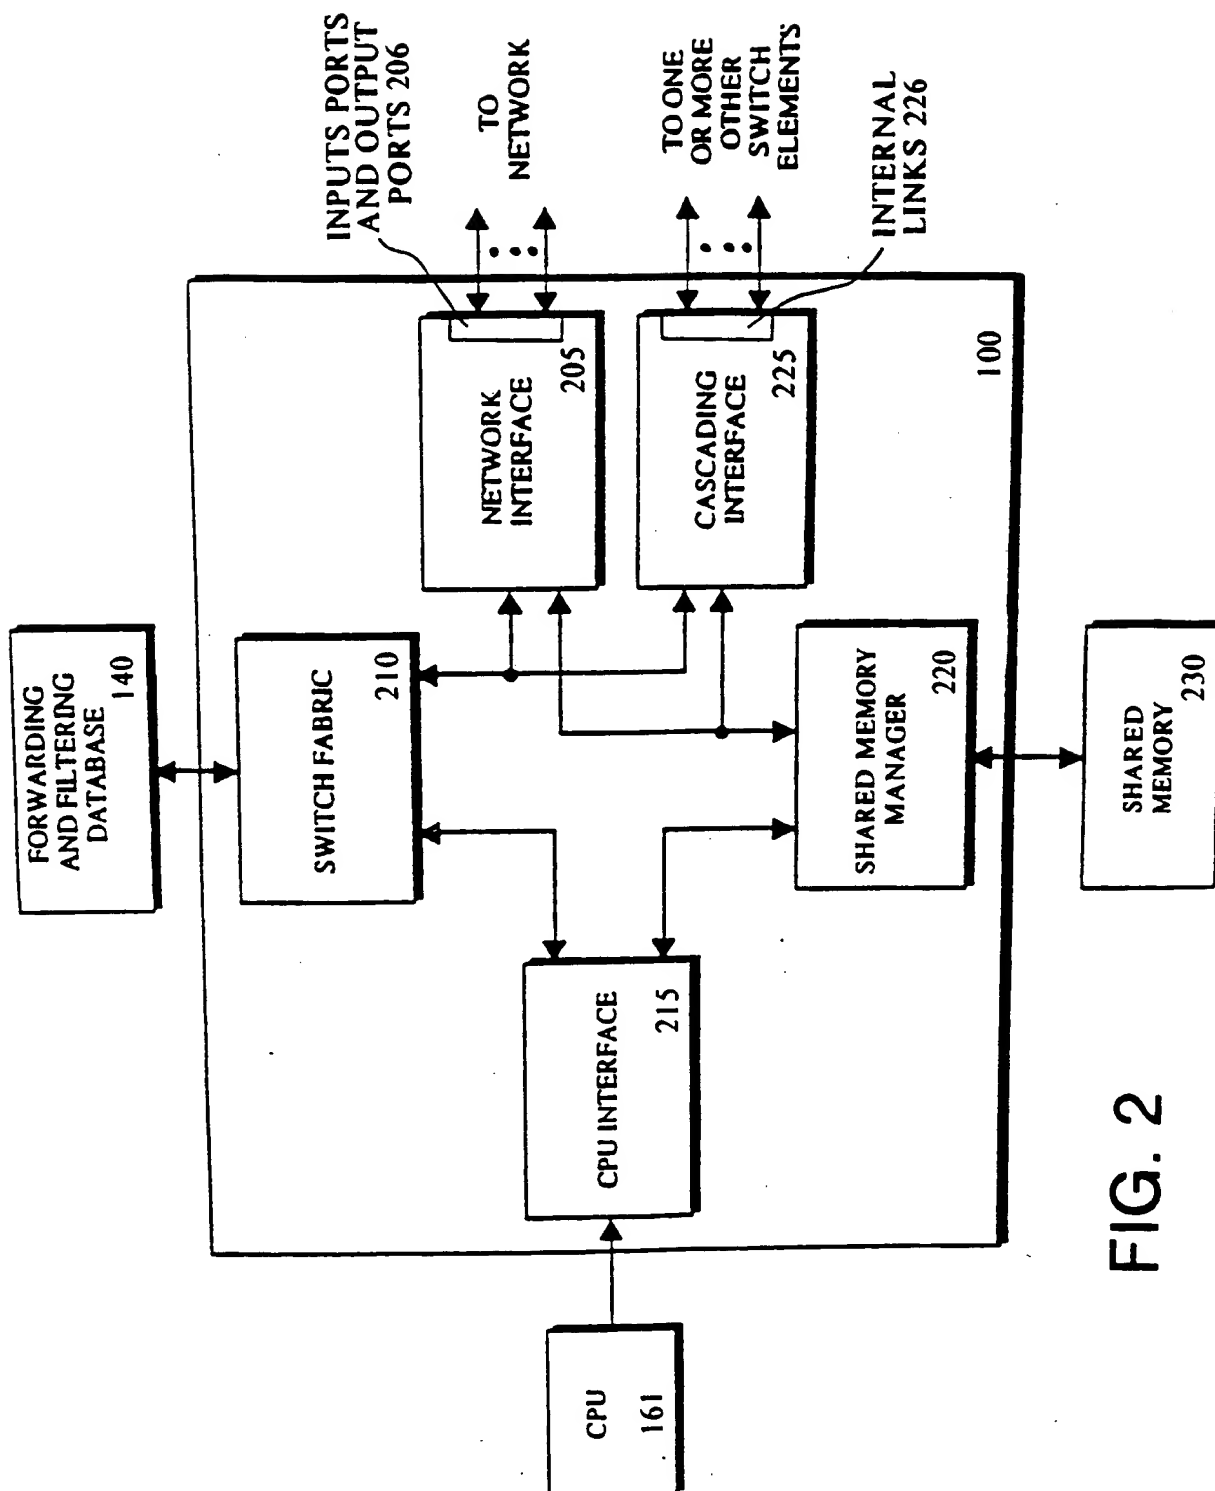 FORWARDING
AND FILTERING
DATABASE
140
SWITCH FABRIC
210
INPUTS PORTS
AND OUTPUT
PORTS 206
NETWORK
INTERFACE
205
TO
NETWORK
CPU
161
CPU INTERFACE
215
CASCADING
INTERFACE
225
TO ONE
OR MORE
OTHER
SWITCH
ELEMENTS
INTERNAL
LINKS 226
SHARED MEMORY
MANAGER
220
100
SHARED
MEMORY
230
FIG. 2